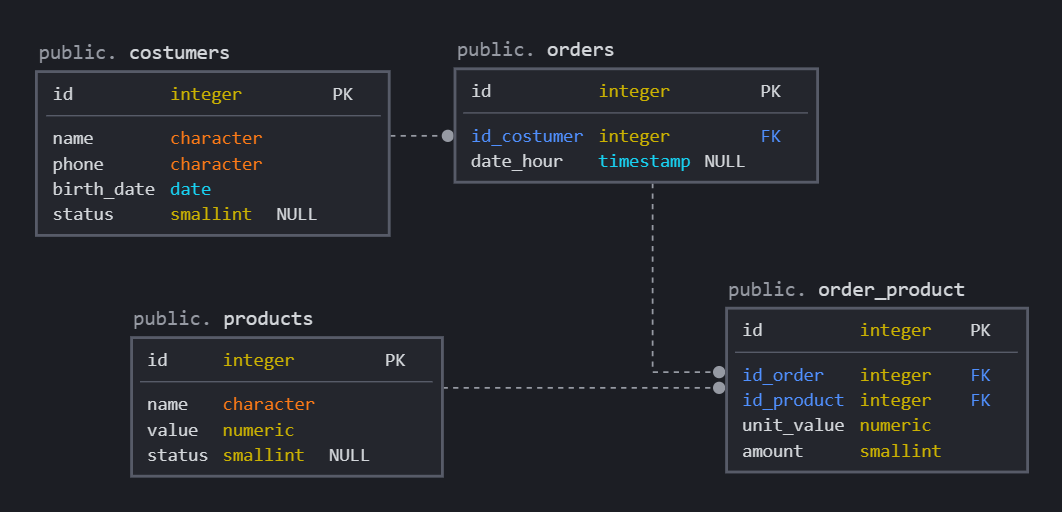 public. costumers
id integer PK
name character
phone character
birth_date date
status smallint NULL
public. orders
id integer PK
id_costumer integer FK
date_hour timestamp NULL
public. products
id integer PK
name character
value numeric
status smallint NULL
public. order_product
id integer PK
id_order integer FK
id_product integer FK
unit_value numeric
amount smallint